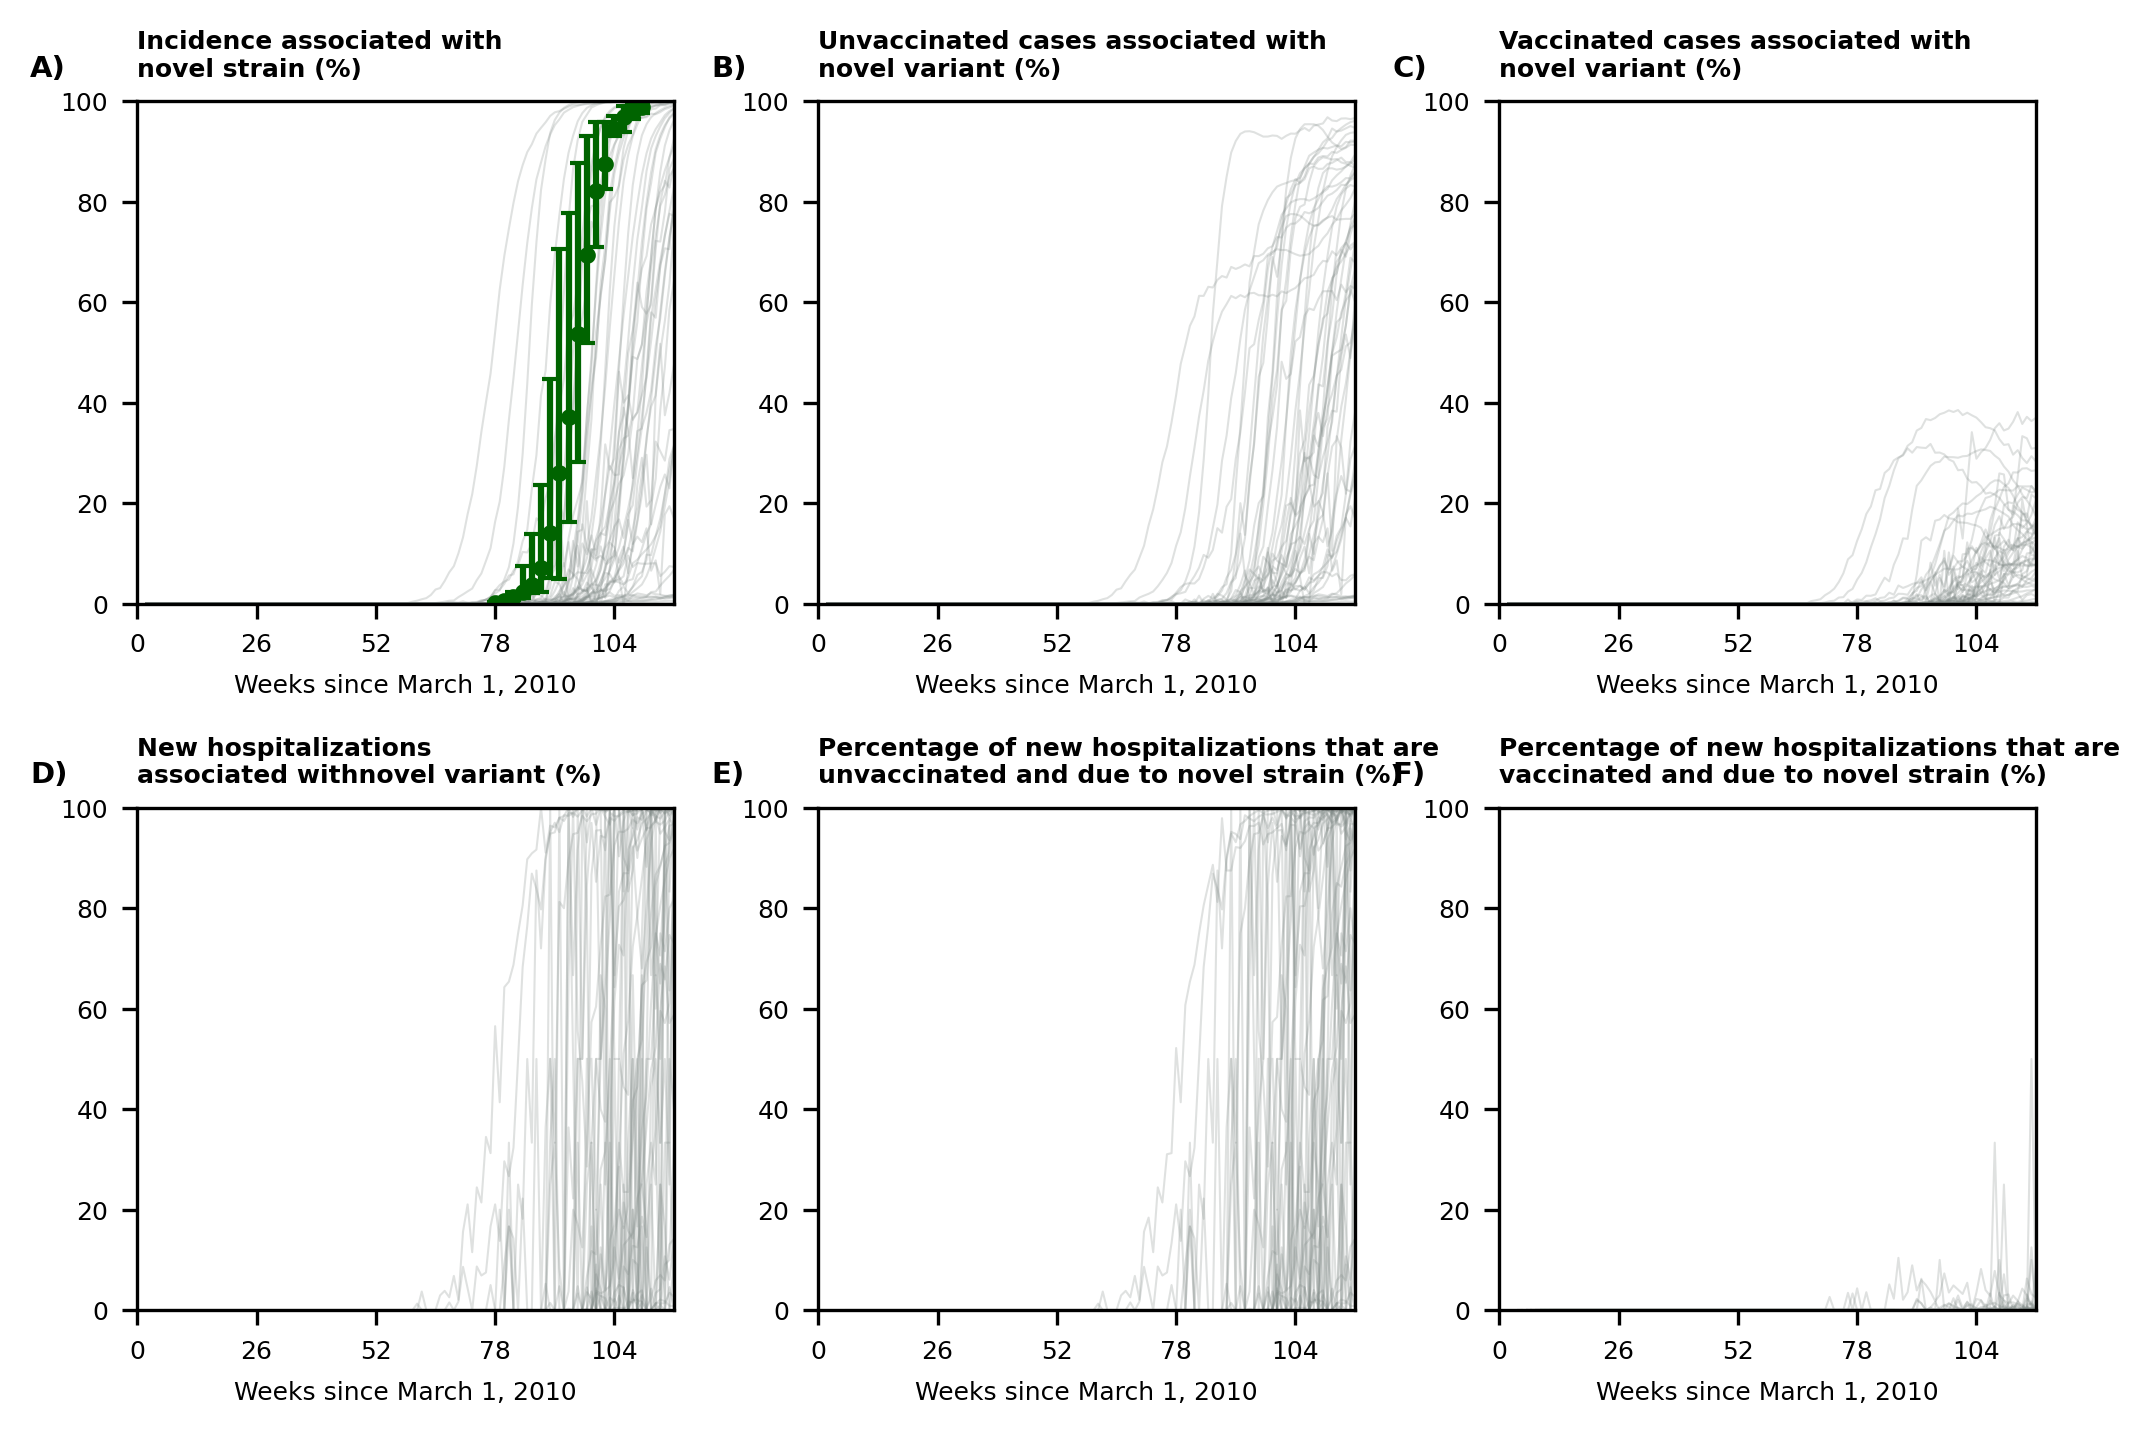 A)
Incidence associated with
novel strain (%)
100
80
60
40
20
0
0 26 52 78 104
Weeks since March 1, 2010
B)
Unvaccinated cases associated with
novel variant (%)
100
80
60
40
20
0
0 26 52 78 104
Weeks since March 1, 2010
C)
Vaccinated cases associated with
novel variant (%)
100
80
60
40
20
0
0 26 52 78 104
Weeks since March 1, 2010
D)
New hospitalizations
associated withnovel variant (%)
100
80
60
40
20
0
0 26 52 78 104
Weeks since March 1, 2010
E)
Percentage of new hospitalizations that are
unvaccinated and due to novel strain (%)
100
80
60
40
20
0
0 26 52 78 104
Weeks since March 1, 2010
F)
Percentage of new hospitalizations that are
vaccinated and due to novel strain (%)
100
80
60
40
20
0
0 26 52 78 104
Weeks since March 1, 2010